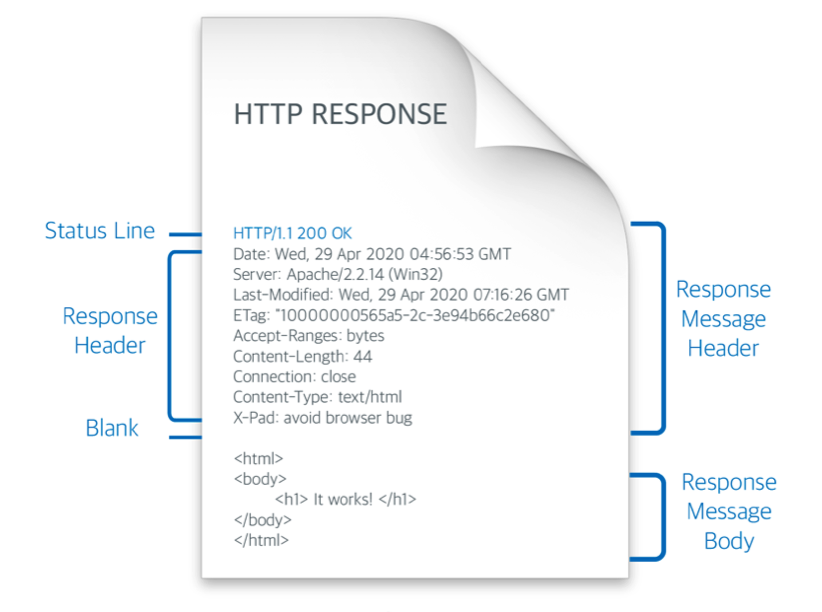 HTTP RESPONSE
Status Line
HTTP/1.1 200 OK
Date: Wed, 29 Apr 2020 04:56:53 GMT
Server: Apache/2.2.14 (Win32)
Last-Modified: Wed, 29 Apr 2020 07:16:26 GMT
ETag: "10000000565a5-2c-3e94b66c2e680"
Accept-Ranges: bytes
Content-Length: 44
Connection: close
Content-Type: text/html
X-Pad: avoid browser bug
Response
Header
Blank
Response
Message
Header
<html>
<body>
<h1> It works! </h1>
</body>
</html>
Response
Message
Body